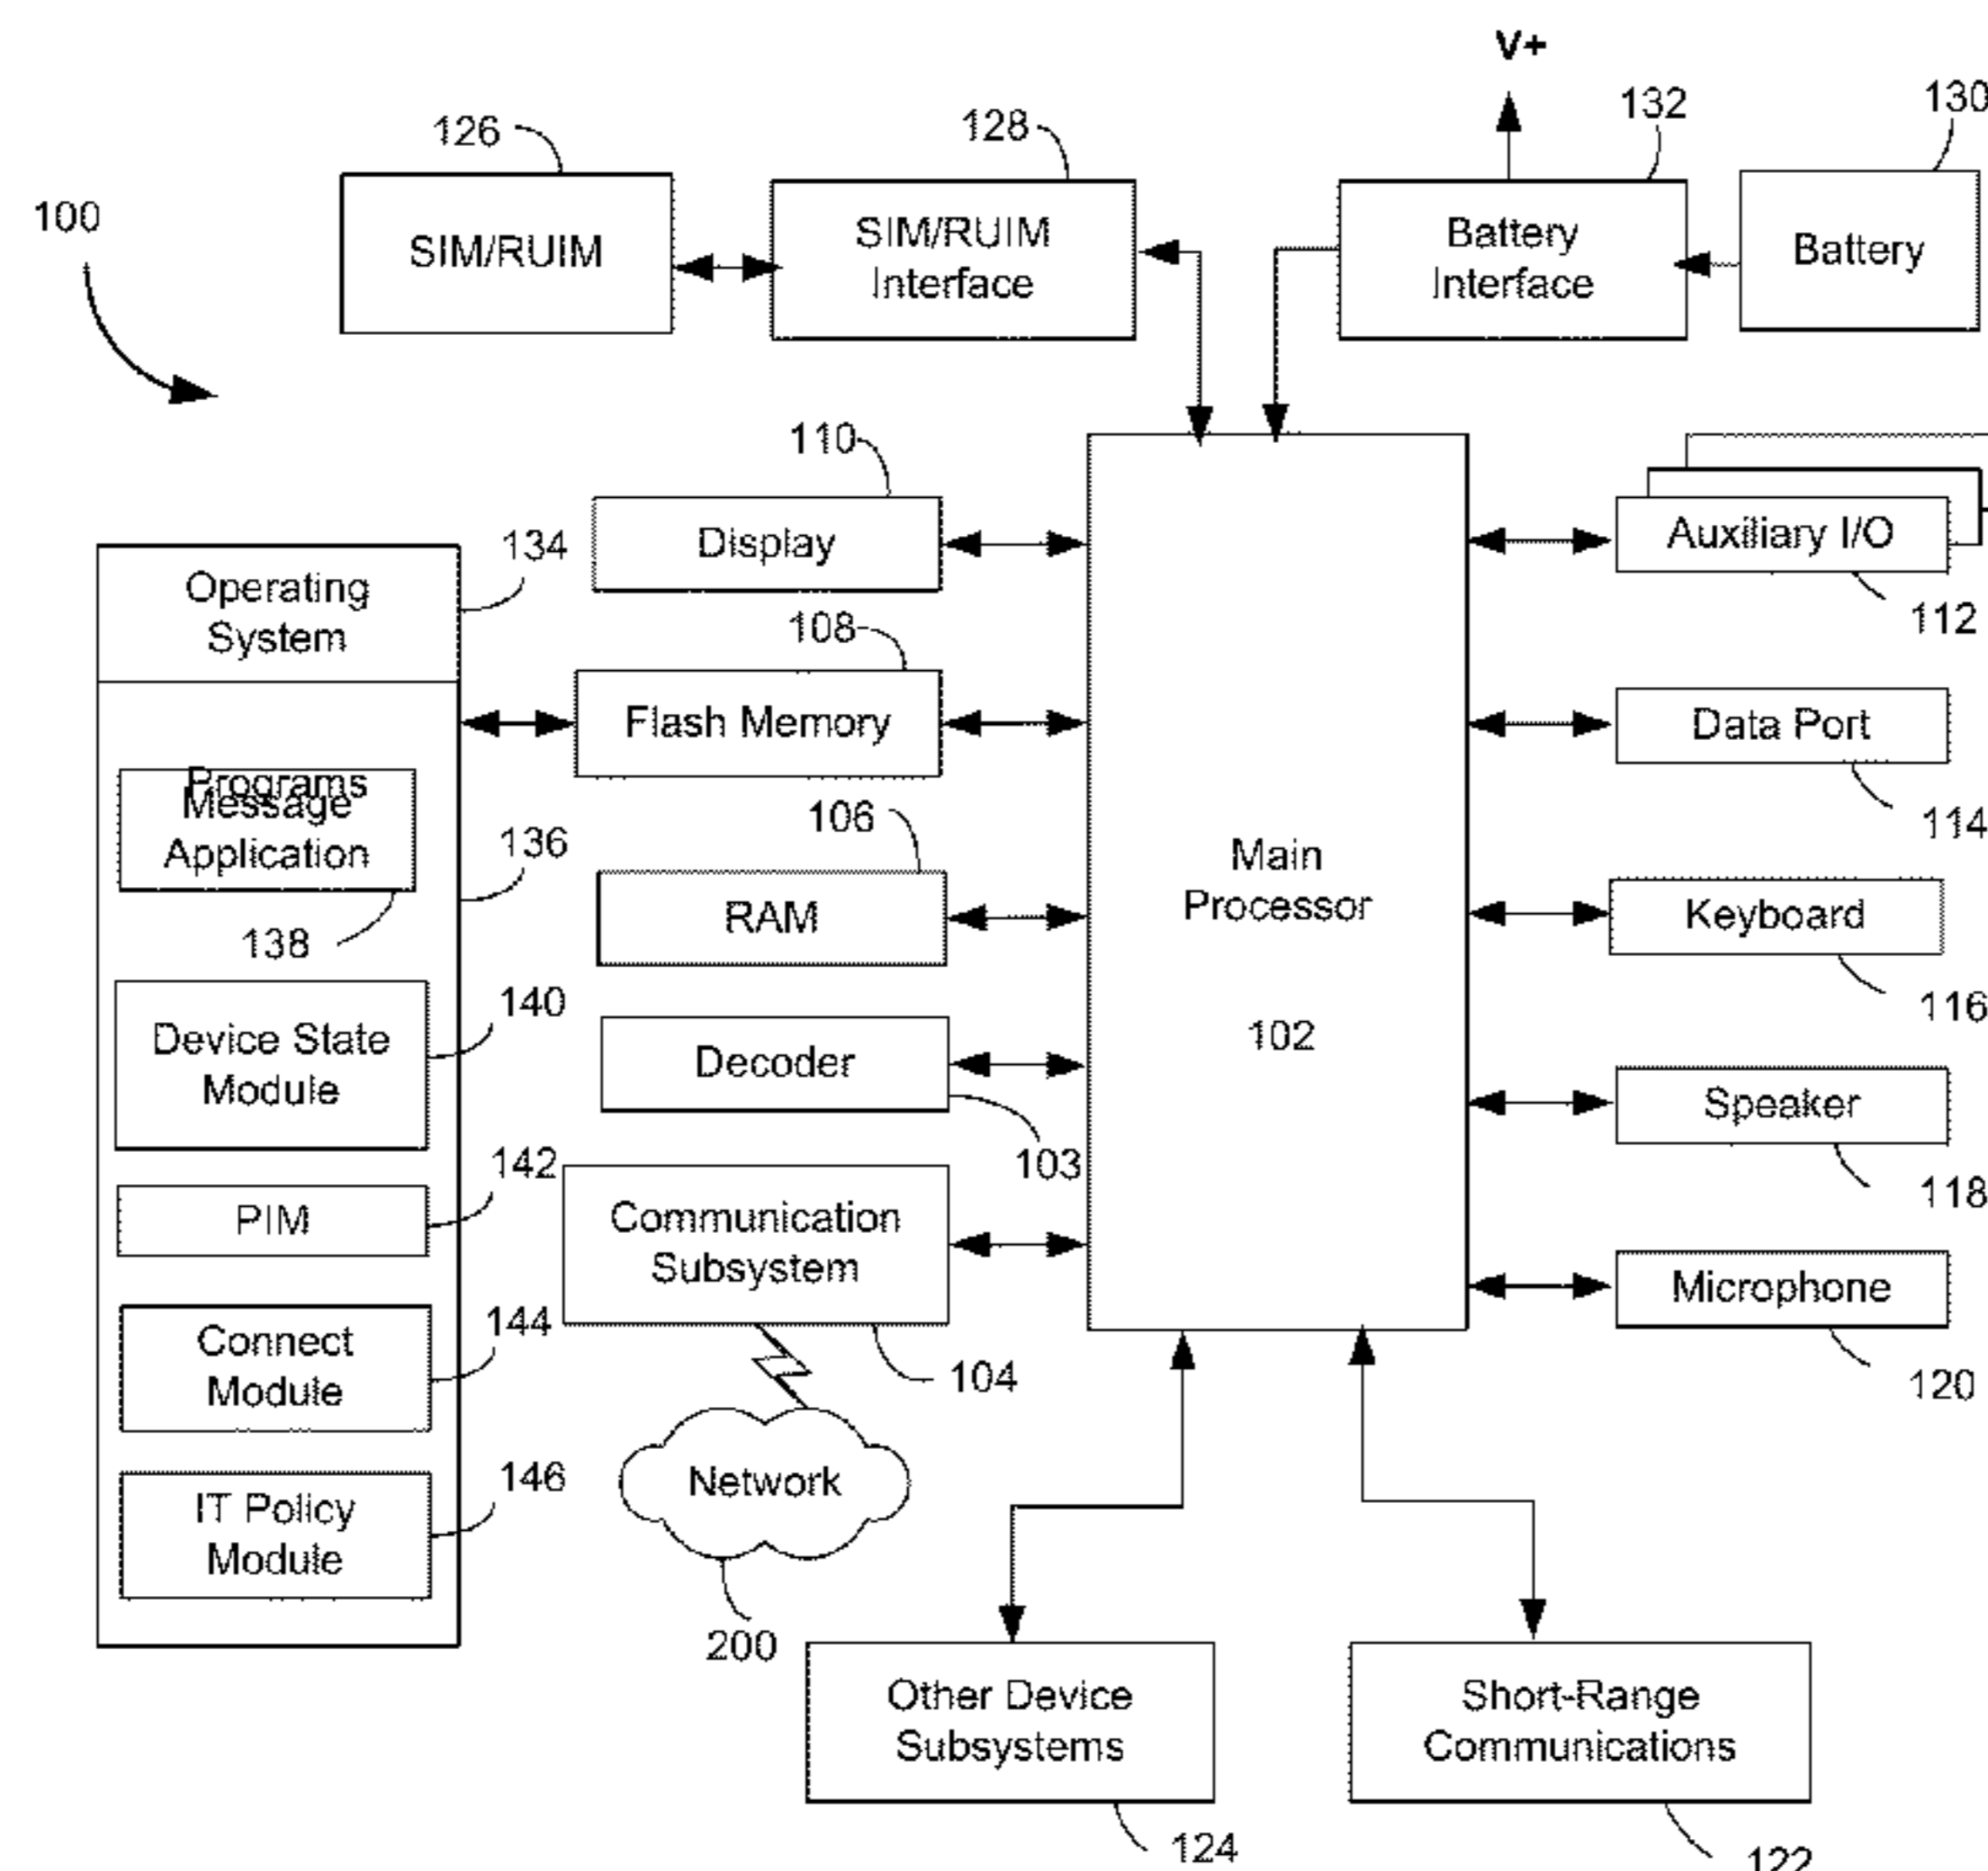 V+
126
128
132
130
100
SIM/RUIM
SIM/RUIM
Interface
Battery
Interface
Battery
110
Display
Auxiliary I/O
112
134
Operating
System
108
Flash Memory
Data Port
114
Programs
Message
Application
138
136
106
RAM
Main
Processor
102
Keyboard
116
140
Device State
Module
Decoder
103
Speaker
118
142
PIM
Communication
Subsystem
104
Microphone
120
144
Connect
Module
Network
200
146
IT Policy
Module
Other Device
Subsystems
124
Short-Range
Communications
122